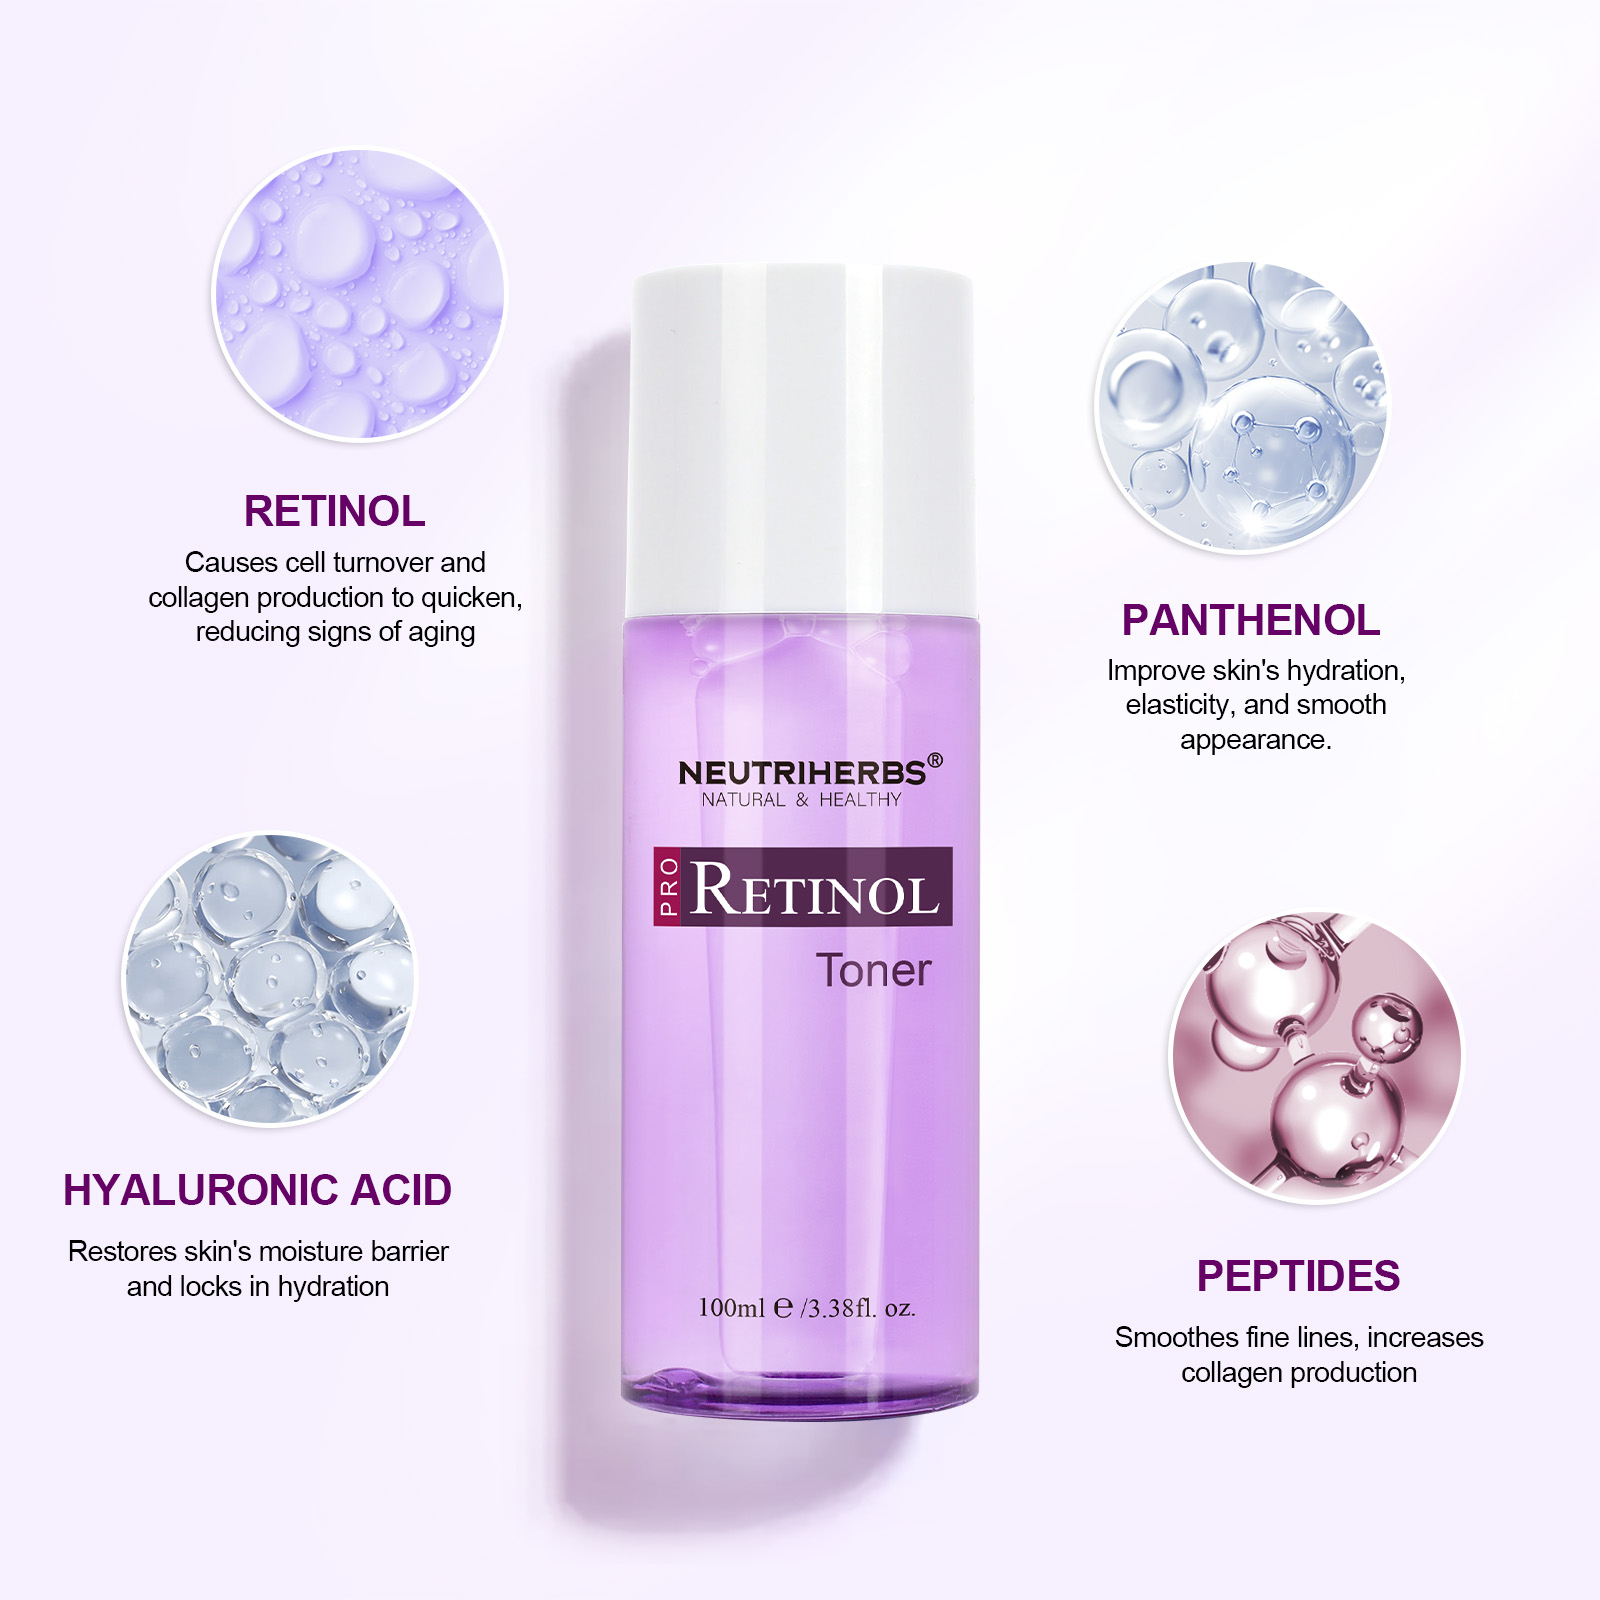 RETINOL
Causes cell turnover and
collagen production to quicken,
reducing signs of aging
PANTHENOL
Improve skin's hydration,
elasticity, and smooth
appearance.
NEUTRIHERBS®
NATURAL & HEALTHY
PRO RETINOL
Toner
100ml ℮ /3.38fl. oz.
HYALURONIC ACID
Restores skin's moisture barrier
and locks in hydration
PEPTIDES
Smoothes fine lines, increases
collagen production